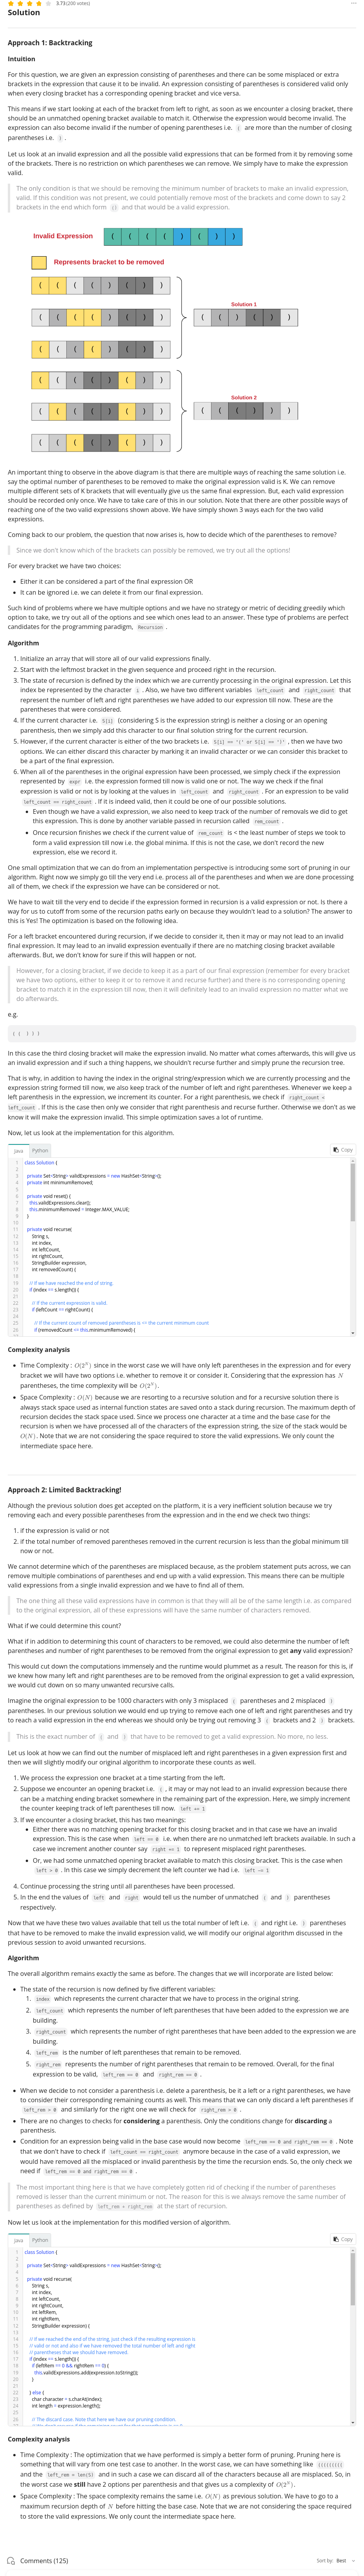 3.73 (200 votes)
Solution
Approach 1: Backtracking
Intuition
For this question, we are given an expression consisting of parentheses and there can be some misplaced or extra
brackets in the expression that cause it to be invalid. An expression consisting of parentheses is considered valid only
when every closing bracket has a corresponding opening bracket and vice versa.
This means if we start looking at each of the bracket from left to right, as soon as we encounter a closing bracket, there
should be an unmatched opening bracket available to match it. Otherwise the expression would become invalid. The
expression can also become invalid if the number of opening parentheses i.e. ( are more than the number of closing
parentheses i.e. ) .
Let us look at an invalid expression and all the possible valid expressions that can be formed from it by removing some
of the brackets. There is no restriction on which parentheses we can remove. We simply have to make the expression
valid.
The only condition is that we should be removing the minimum number of brackets to make an invalid expression,
valid. If this condition was not present, we could potentially remove most of the brackets and come down to say 2
brackets in the end which form () and that would be a valid expression.
Invalid Expression
Represents bracket to be removed
Solution 1
Solution 2
An important thing to observe in the above diagram is that there are multiple ways of reaching the same solution i.e.
say the optimal number of parentheses to be removed to make the original expression valid is K. We can remove
multiple different sets of K brackets that will eventually give us the same final expression. But, each valid expression
should be recorded only once. We have to take care of this in our solution. Note that there are other possible ways of
reaching one of the two valid expressions shown above. We have simply shown 3 ways each for the two valid
expressions.
Coming back to our problem, the question that now arises is, how to decide which of the parentheses to remove?
Since we don't know which of the brackets can possibly be removed, we try out all the options!
For every bracket we have two options:
• Either it can be considered a part of the final expression OR
• It can be ignored i.e. we can delete it from our final expression.
Such kind of problems where we have multiple options and we have no strategy or metric of deciding greedily which
option to take, we try out all of the options and see which ones lead to an answer. These type of problems are perfect
candidates for the programming paradigm, Recursion .
Algorithm
1. Initialize an array that will store all of our valid expressions finally.
2. Start with the leftmost bracket in the given sequence and proceed right in the recursion.
3. The state of recursion is defined by the index which we are currently processing in the original expression. Let this
index be represented by the character i . Also, we have two different variables left_count and right_count that
represent the number of left and right parentheses we have added to our expression till now. These are the
parentheses that were considered.
4. If the current character i.e. S[i] (considering S is the expression string) is neither a closing or an opening
parenthesis, then we simply add this character to our final solution string for the current recursion.
5. However, if the current character is either of the two brackets i.e. S[i] == '(' or S[i] == ')' , then we have two
options. We can either discard this character by marking it an invalid character or we can consider this bracket to
be a part of the final expression.
6. When all of the parentheses in the original expression have been processed, we simply check if the expression
represented by expr i.e. the expression formed till now is valid one or not. The way we check if the final
expression is valid or not is by looking at the values in left_count and right_count . For an expression to be valid
left_count == right_count . If it is indeed valid, then it could be one of our possible solutions.
• Even though we have a valid expression, we also need to keep track of the number of removals we did to get
this expression. This is done by another variable passed in recursion called rem_count .
• Once recursion finishes we check if the current value of rem_count is < the least number of steps we took to
form a valid expression till now i.e. the global minima. If this is not the case, we don't record the new
expression, else we record it.
One small optimization that we can do from an implementation perspective is introducing some sort of pruning in our
algorithm. Right now we simply go till the very end i.e. process all of the parentheses and when we are done processing
all of them, we check if the expression we have can be considered or not.
We have to wait till the very end to decide if the expression formed in recursion is a valid expression or not. Is there a
way for us to cutoff from some of the recursion paths early on because they wouldn't lead to a solution? The answer to
this is Yes! The optimization is based on the following idea.
For a left bracket encountered during recursion, if we decide to consider it, then it may or may not lead to an invalid
final expression. It may lead to an invalid expression eventually if there are no matching closing bracket available
afterwards. But, we don't know for sure if this will happen or not.
However, for a closing bracket, if we decide to keep it as a part of our final expression (remember for every bracket
we have two options, either to keep it or to remove it and recurse further) and there is no corresponding opening
bracket to match it in the expression till now, then it will definitely lead to an invalid expression no matter what we
do afterwards.
e.g.
( ( ) ) )
In this case the third closing bracket will make the expression invalid. No matter what comes afterwards, this will give us
an invalid expression and if such a thing happens, we shouldn't recurse further and simply prune the recursion tree.
That is why, in addition to having the index in the original string/expression which we are currently processing and the
expression string formed till now, we also keep track of the number of left and right parentheses. Whenever we keep a
left parenthesis in the expression, we increment its counter. For a right parenthesis, we check if right_count <
left_count . If this is the case then only we consider that right parenthesis and recurse further. Otherwise we don't as we
know it will make the expression invalid. This simple optimization saves a lot of runtime.
Now, let us look at the implementation for this algorithm.
Java Python Copy
1 class Solution {
2
3 private Set<String> validExpressions = new HashSet<String>();
4 private int minimumRemoved;
5
6 private void reset() {
7 this.validExpressions.clear();
8 this.minimumRemoved = Integer.MAX_VALUE;
9 }
10
11 private void recurse(
12 String s,
13 int index,
14 int leftCount,
15 int rightCount,
16 StringBuilder expression,
17 int removedCount) {
18
19 // If we have reached the end of string.
20 if (index == s.length()) {
21
22 // If the current expression is valid.
23 if (leftCount == rightCount) {
24
25 // If the current count of removed parentheses is <= the current minimum count
26 if (removedCount <= this.minimumRemoved) {
Complexity analysis
• Time Complexity : O(2^N) since in the worst case we will have only left parentheses in the expression and for every
bracket we will have two options i.e. whether to remove it or consider it. Considering that the expression has N
parentheses, the time complexity will be O(2^N).
• Space Complexity : O(N) because we are resorting to a recursive solution and for a recursive solution there is
always stack space used as internal function states are saved onto a stack during recursion. The maximum depth of
recursion decides the stack space used. Since we process one character at a time and the base case for the
recursion is when we have processed all of the characters of the expression string, the size of the stack would be
O(N). Note that we are not considering the space required to store the valid expressions. We only count the
intermediate space here.
Approach 2: Limited Backtracking!
Although the previous solution does get accepted on the platform, it is a very inefficient solution because we try
removing each and every possible parentheses from the expression and in the end we check two things:
1. if the expression is valid or not
2. if the total number of removed parentheses removed in the current recursion is lesser than the global minimum till
now or not.
We cannot determine which of the parentheses are misplaced because, as the problem statement puts across, we can
remove multiple combinations of parentheses and end up with a valid expression. This means there can be multiple
valid expressions from a single invalid expression and we have to find all of them.
The one thing all these valid expressions have in common is that they will all be of the same length i.e. as compared
to the original expression, all of these expressions will have the same number of characters removed.
What if we could determine this count?
What if in addition to determining this count of characters to be removed, we could also determine the number of left
parentheses and number of right parentheses to be removed from the original expression to get any valid expression?
This would cut down the computations immensely and the runtime would plummet as a result. The reason for this is, if
we knew how many left and right parentheses are to be removed from the original expression to get a valid expression,
we would cut down on so many unwanted recursive calls.
Imagine the original expression to be 1000 characters with only 3 misplaced ( parentheses and 2 misplaced )
parentheses. In our previous solution we would end up trying to remove each one of left and right parentheses and try
to reach a valid expression in the end whereas we should only be trying out removing 3 ( brackets and 2 ) brackets.
This is the exact number of ( and ) that have to be removed to get a valid expression. No more, no less.
Let us look at how we can find out the number of misplaced left and right parentheses in a given expression first and
then we will slightly modify our original algorithm to incorporate these counts as well.
1. We process the expression one bracket at a time starting from the left.
2. Suppose we encounter an opening bracket i.e. ( , it may or may not lead to an invalid expression because there
can be a matching ending bracket somewhere in the remaining part of the expression. Here, we simply increment
the counter keeping track of left parentheses till now. left += 1
3. If we encounter a closing bracket, this has two meanings:
• Either there was no matching opening bracket for this closing bracket and in that case we have an invalid
expression. This is the case when left == 0 i.e. when there are no unmatched left brackets available. In such a
case we increment another counter say right += 1 to represent misplaced right parentheses.
• Or, we had some unmatched opening bracket available to match this closing bracket. This is the case when
left > 0 . In this case we simply decrement the left counter we had i.e. left -= 1
4. Continue processing the string until all parentheses have been processed.
5. In the end the values of left and right would tell us the number of unmatched ( and ) parentheses
respectively.
Now that we have these two values available that tell us the total number of left i.e. ( and right i.e. ) parentheses
that have to be removed to make the invalid expression valid, we will modify our original algorithm discussed in the
previous session to avoid unwanted recursions.
Algorithm
The overall algorithm remains exactly the same as before. The changes that we will incorporate are listed below:
• The state of the recursion is now defined by five different variables:
1. index which represents the current character that we have to process in the original string.
2. left_count which represents the number of left parentheses that have been added to the expression we are
building.
3. right_count which represents the number of right parentheses that have been added to the expression we are
building.
4. left_rem is the number of left parentheses that remain to be removed.
5. right_rem represents the number of right parentheses that remain to be removed. Overall, for the final
expression to be valid, left_rem == 0 and right_rem == 0 .
• When we decide to not consider a parenthesis i.e. delete a parenthesis, be it a left or a right parentheses, we have
to consider their corresponding remaining counts as well. This means that we can only discard a left parentheses if
left_rem > 0 and similarly for the right one we will check for right_rem > 0 .
• There are no changes to checks for considering a parenthesis. Only the conditions change for discarding a
parenthesis.
• Condition for an expression being valid in the base case would now become left_rem == 0 and right_rem == 0 . Note
that we don't have to check if left_count == right_count anymore because in the case of a valid expression, we
would have removed all the misplaced or invalid parenthesis by the time the recursion ends. So, the only check we
need if left_rem == 0 and right_rem == 0 .
The most important thing here is that we have completely gotten rid of checking if the number of parentheses
removed is lesser than the current minimum or not. The reason for this is we always remove the same number of
parentheses as defined by left_rem + right_rem at the start of recursion.
Now let us look at the implementation for this modified version of algorithm.
Java Python Copy
1 class Solution {
2
3 private Set<String> validExpressions = new HashSet<String>();
4
5 private void recurse(
6 String s,
7 int index,
8 int leftCount,
9 int rightCount,
10 int leftRem,
11 int rightRem,
12 StringBuilder expression) {
13
14 // If we reached the end of the string, just check if the resulting expression is
15 // valid or not and also if we have removed the total number of left and right
16 // parentheses that we should have removed.
17 if (index == s.length()) {
18 if (leftRem == 0 && rightRem == 0) {
19 this.validExpressions.add(expression.toString());
20 }
21
22 } else {
23 char character = s.charAt(index);
24 int length = expression.length();
25
26 // The discard case. Note that here we have our pruning condition.
Complexity analysis
• Time Complexity : The optimization that we have performed is simply a better form of pruning. Pruning here is
something that will vary from one test case to another. In the worst case, we can have something like (((((((((
and the left_rem = len(S) and in such a case we can discard all of the characters because all are misplaced. So, in
the worst case we still have 2 options per parenthesis and that gives us a complexity of O(2^N).
• Space Complexity : The space complexity remains the same i.e. O(N) as previous solution. We have to go to a
maximum recursion depth of N before hitting the base case. Note that we are not considering the space required
to store the valid expressions. We only count the intermediate space here.
Comments (125) Sort by: Best